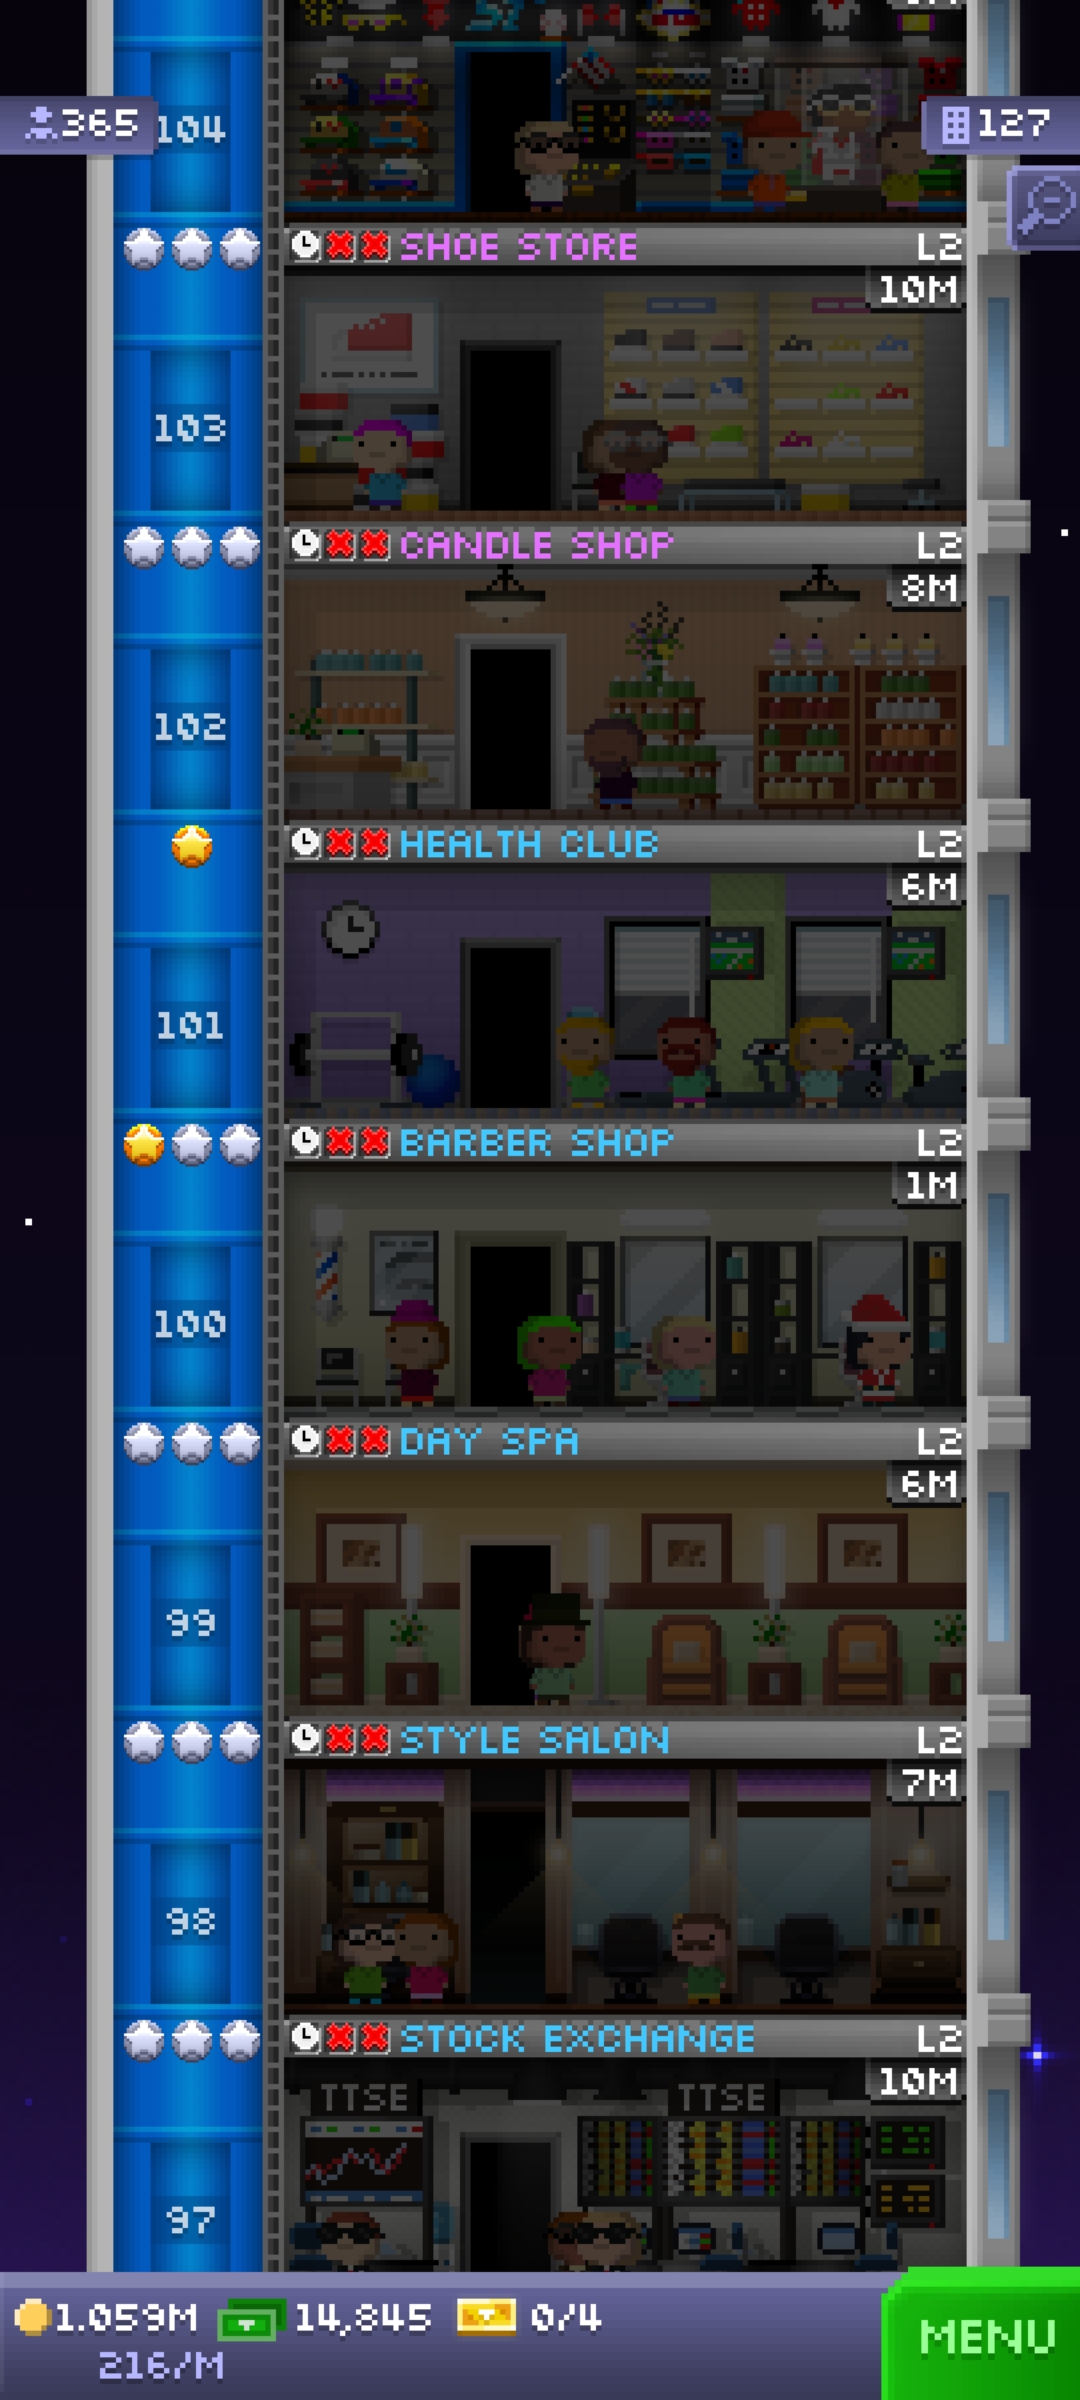 365
104
127
SHOE STORE L2
10M
103
CANDLE SHOP L2
8M
102
HEALTH CLUB L2
6M
101
BARBER SHOP L2
1M
100
DAY SPA L2
6M
99
STYLE SALON L2
7M
98
STOCK EXCHANGE L2
10M
TTSE TTSE
97
1.059M 14,845 0/4
216/M
MENU